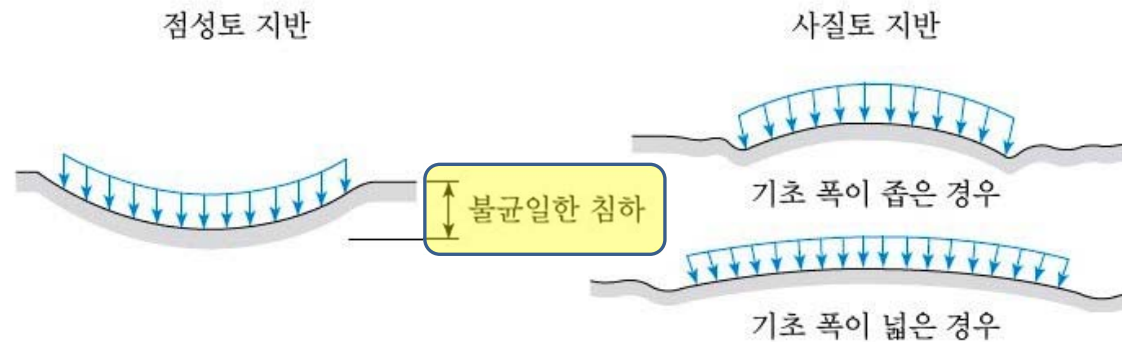 점성토 지반
사질토 지반
불균일한 침하
기초 폭이 좁은 경우
기초 폭이 넓은 경우